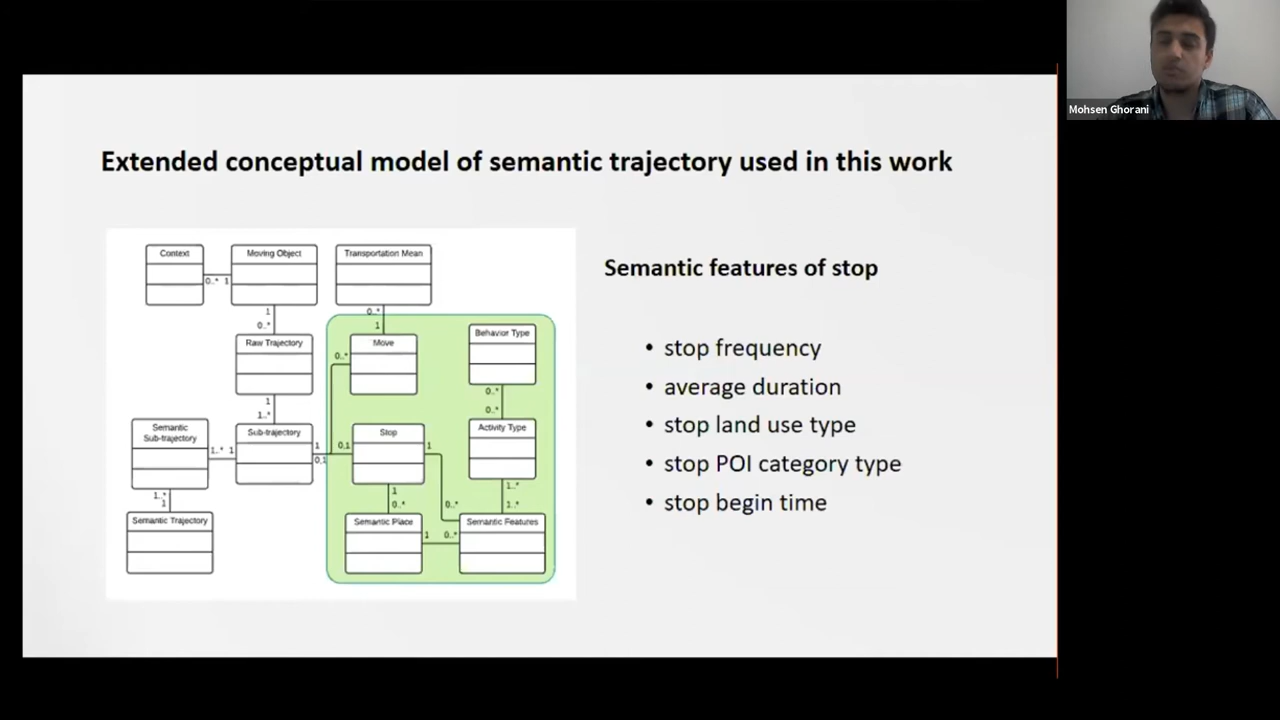 Mohsen Ghorani
Extended conceptual model of semantic trajectory used in this work
Context
Moving Object
Transportation Mean
0..* 1
1
0..*
0..*
1
Raw Trajectory
Move
Behavior Type
0..*
1
1..*
0..*
0..*
Semantic
Sub-trajectory
Sub-trajectory
Stop
Activity Type
1..* 1
1
0,1
0,1
1
1..*
1
1
0..*
0..*
1..*
1..*
Semantic Trajectory
Semantic Place
Semantic Features
1 0..*
Semantic features of stop
• stop frequency
• average duration
• stop land use type
• stop POI category type
• stop begin time